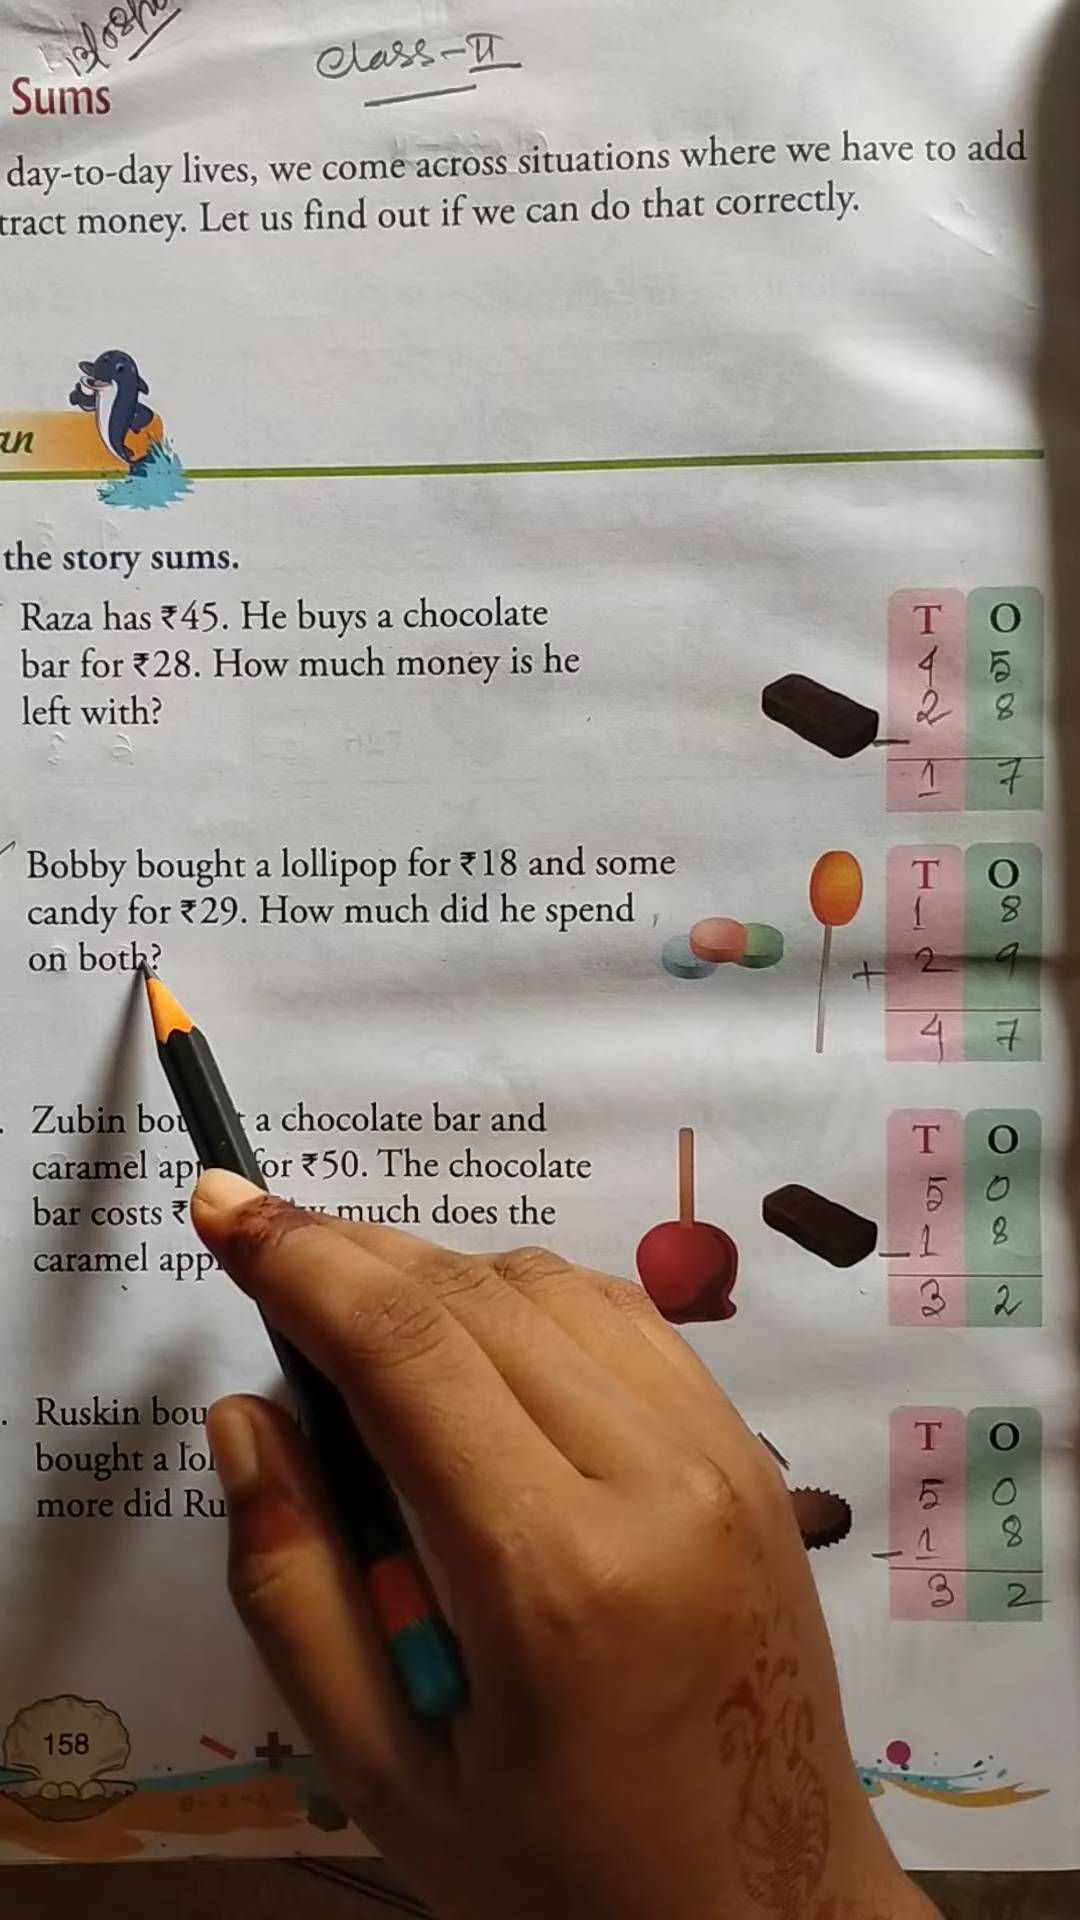 Class-II
Sums
day-to-day lives, we come across situations where we have to add
tract money. Let us find out if we can do that correctly.
an
the story sums.
Raza has ₹45. He buys a chocolate
bar for ₹28. How much money is he
left with?
T O
4 5
2 8
−
1 7
Bobby bought a lollipop for ₹18 and some
candy for ₹29. How much did he spend
on both?
T O
1 8
+ 2 9
4 7
Zubin bou a chocolate bar and
caramel app for ₹50. The chocolate
bar costs ₹ much does the
caramel app
T O
5 0
− 1 8
3 2
Ruskin bou
bought a lol
more did Ru
T O
5 0
− 1 8
3 2
158